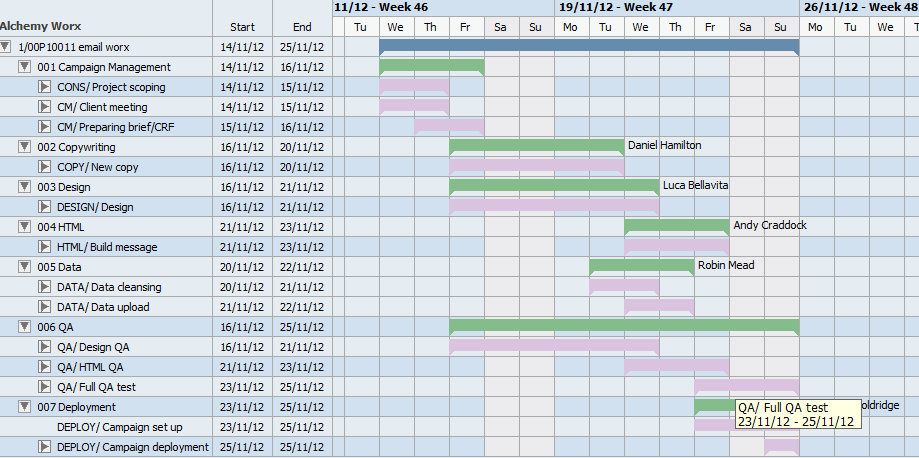 11/12 - Week 46 19/11/12 - Week 47 26/11/12 - Week 48
Alchemy Worx Start End Tu We Th Fr Sa Su Mo Tu We Th Fr Sa Su Mo Tu We T
1/00P10011 email worx 14/11/12 25/11/12
001 Campaign Management 14/11/12 16/11/12
CONS/ Project scoping 14/11/12 15/11/12
CM/ Client meeting 14/11/12 15/11/12
CM/ Preparing brief/CRF 15/11/12 16/11/12
002 Copywriting 16/11/12 20/11/12 Daniel Hamilton
COPY/ New copy 16/11/12 20/11/12
003 Design 16/11/12 21/11/12 Luca Bellavita
DESIGN/ Design 16/11/12 21/11/12
004 HTML 21/11/12 23/11/12 Andy Craddock
HTML/ Build message 21/11/12 23/11/12
005 Data 20/11/12 22/11/12 Robin Mead
DATA/ Data cleansing 20/11/12 21/11/12
DATA/ Data upload 21/11/12 22/11/12
006 QA 16/11/12 25/11/12
QA/ Design QA 16/11/12 21/11/12
QA/ HTML QA 21/11/12 23/11/12
QA/ Full QA test 23/11/12 25/11/12
007 Deployment 23/11/12 25/11/12 QA/ Full QA test oldridge
DEPLOY/ Campaign set up 23/11/12 25/11/12 23/11/12 - 25/11/12
DEPLOY/ Campaign deployment 25/11/12 25/11/12